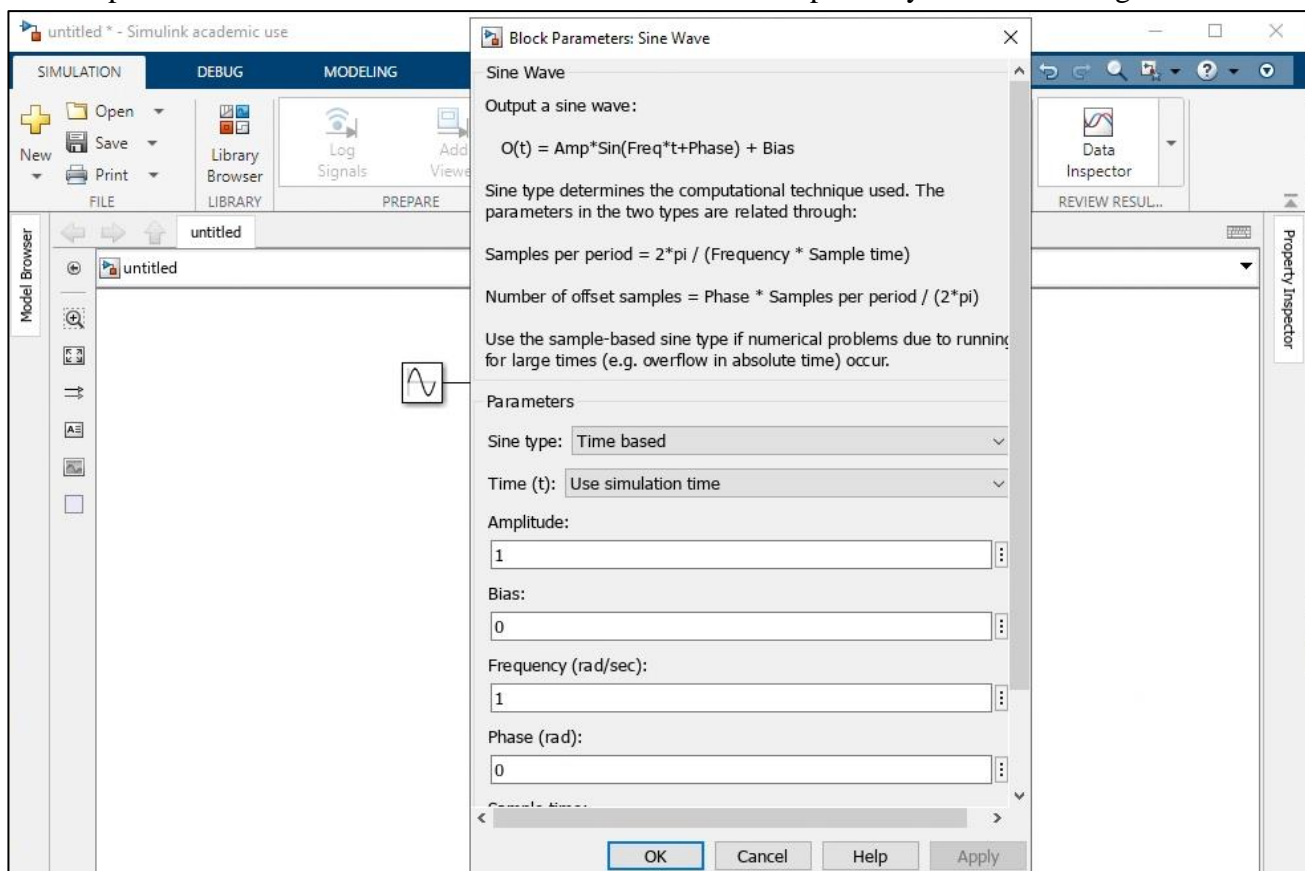 untitled * - Simulink academic use
SIMULATION DEBUG MODELING
New
Open
Save
Print
FILE
Library
Browser
LIBRARY
Log
Signals
Add
PREPARE
Data
Inspector
REVIEW RESUL...
Model Browser
untitled
untitled
Property Inspector
Block Parameters: Sine Wave
Sine Wave
Output a sine wave:
O(t) = Amp*Sin(Freq*t+Phase) + Bias
Sine type determines the computational technique used. The
parameters in the two types are related through:
Samples per period = 2*pi / (Frequency * Sample time)
Number of offset samples = Phase * Samples per period / (2*pi)
Use the sample-based sine type if numerical problems due to running
for large times (e.g. overflow in absolute time) occur.
Parameters
Sine type: Time based
Time (t): Use simulation time
Amplitude:
1
Bias:
0
Frequency (rad/sec):
1
Phase (rad):
0
OK Cancel Help Apply